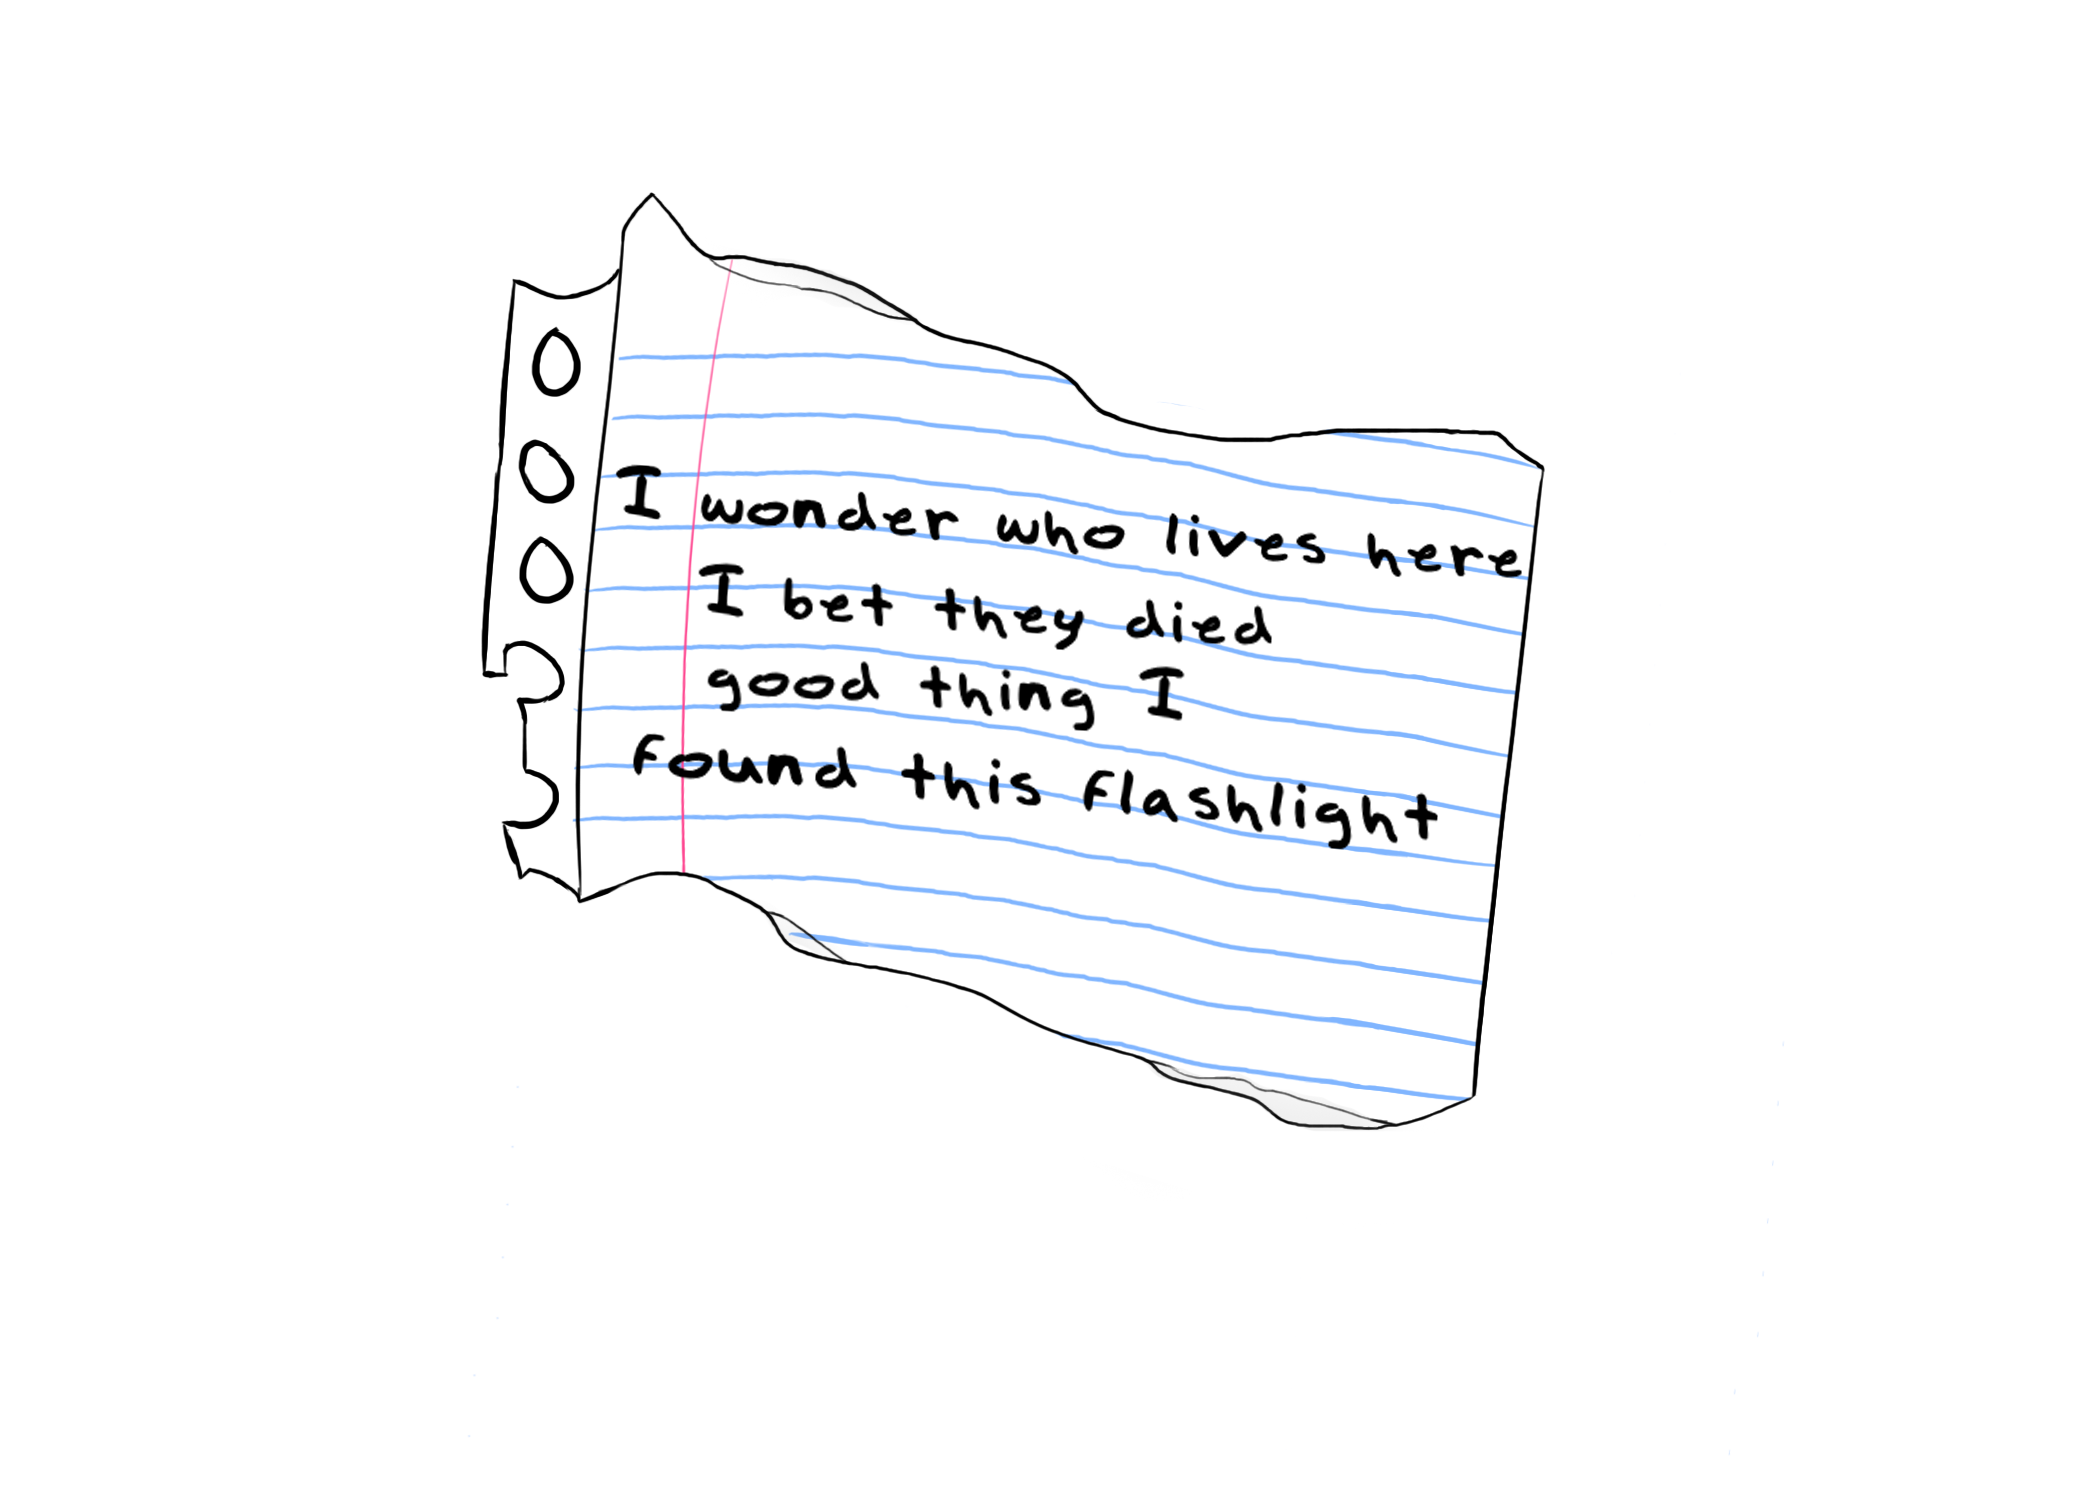 I wonder who lives here
I bet they died
good thing I
found this flashlight